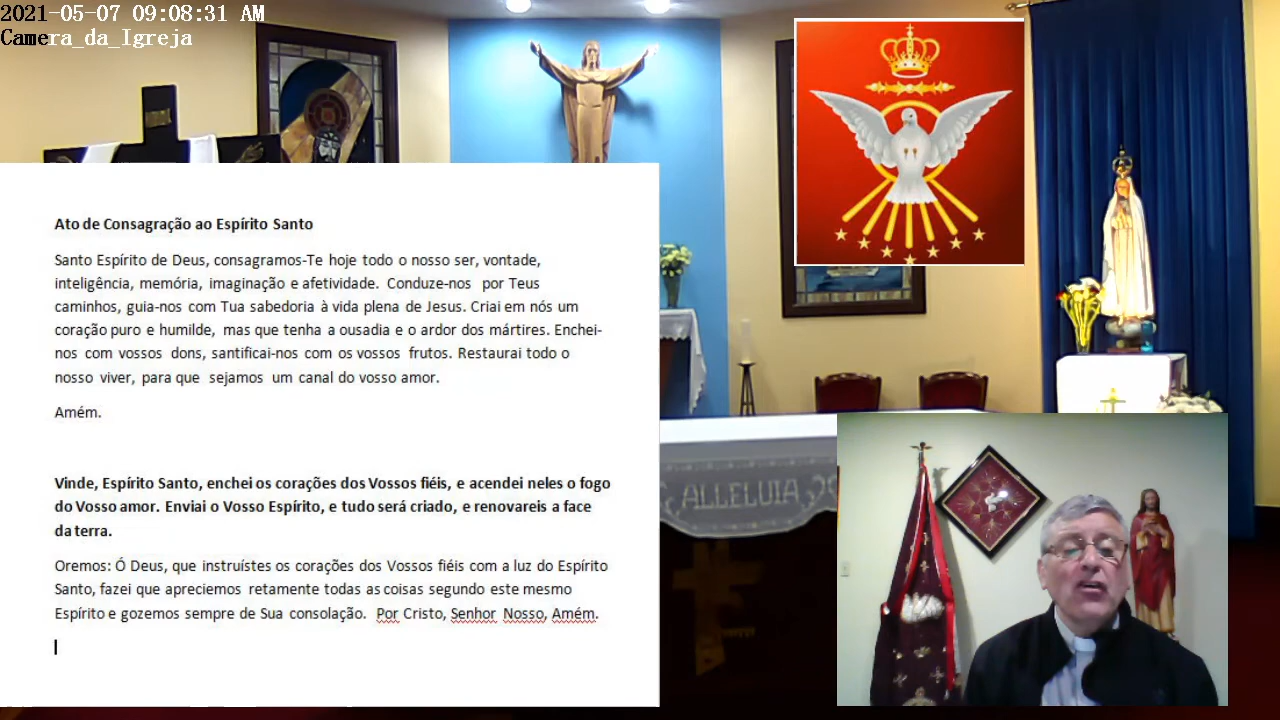 2021-05-07 09:08:31 AM
Camera_da_Igreja
Ato de Consagração ao Espírito Santo
Santo Espírito de Deus, consagramos-Te hoje todo o nosso ser, vontade,
inteligência, memória, imaginação e afetividade. Conduze-nos por Teus
caminhos, guia-nos com Tua sabedoria à vida plena de Jesus. Criai em nós um
coração puro e humilde, mas que tenha a ousadia e o ardor dos mártires. Enchei-
nos com vossos dons, santificai-nos com os vossos frutos. Restaurai todo o
nosso viver, para que sejamos um canal do vosso amor.
Amém.
Vinde, Espírito Santo, enchei os corações dos Vossos fiéis, e acendei neles o fogo
do Vosso amor. Enviai o Vosso Espírito, e tudo será criado, e renovareis a face
da terra.
Oremos: Ó Deus, que instruístes os corações dos Vossos fiéis com a luz do Espírito
Santo, fazei que apreciemos retamente todas as coisas segundo este mesmo
Espírito e gozemos sempre de Sua consolação. Por Cristo, Senhor Nosso, Amém.
ALLELUIA